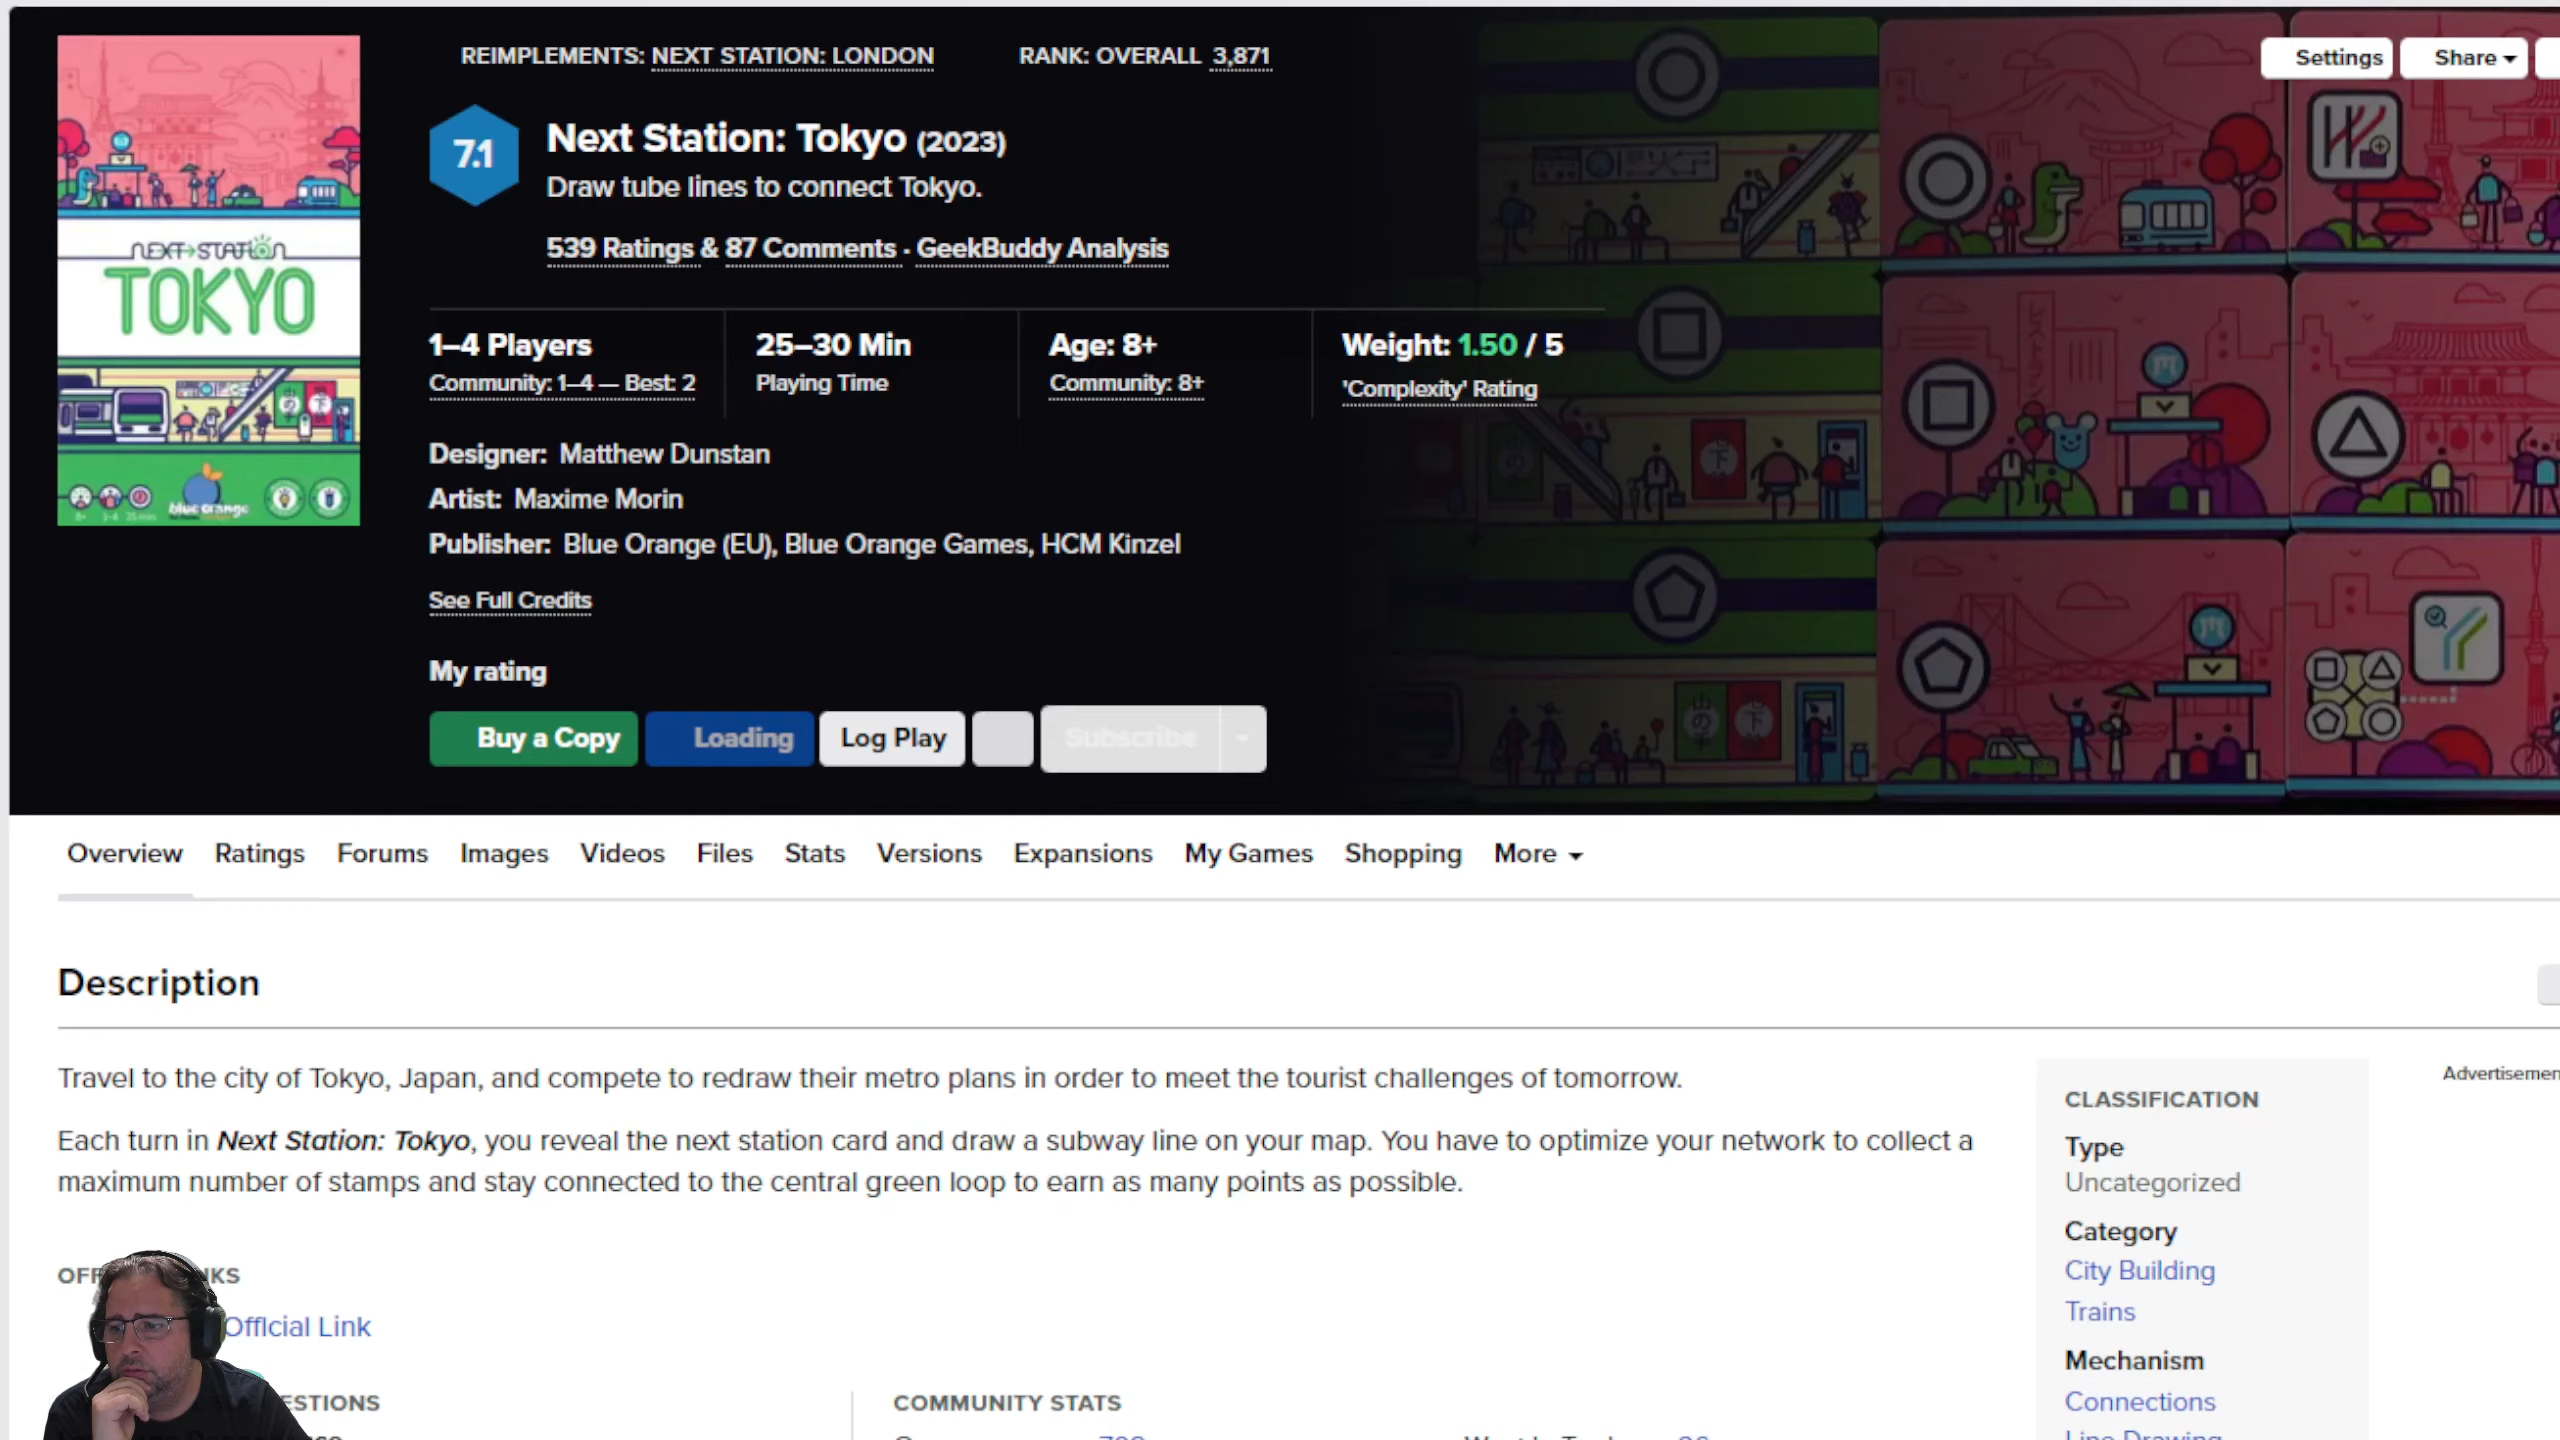 REIMPLEMENTS: NEXT STATION: LONDON
RANK: OVERALL 3,871
Settings
Share
7.1
Next Station: Tokyo (2023)
Draw tube lines to connect Tokyo.
539 Ratings & 87 Comments · GeekBuddy Analysis
NEXT STATION
TOKYO
blue orange
1–4 Players
Community: 1–4 — Best: 2
25–30 Min
Playing Time
Age: 8+
Community: 8+
Weight: 1.50 / 5
'Complexity' Rating
Designer: Matthew Dunstan
Artist: Maxime Morin
Publisher: Blue Orange (EU), Blue Orange Games, HCM Kinzel
See Full Credits
My rating
Buy a Copy
Loading
Log Play
Subscribe
Overview Ratings Forums Images Videos Files Stats Versions Expansions My Games Shopping More
Description
Travel to the city of Tokyo, Japan, and compete to redraw their metro plans in order to meet the tourist challenges of tomorrow.
Each turn in Next Station: Tokyo, you reveal the next station card and draw a subway line on your map. You have to optimize your network to collect a
maximum number of stamps and stay connected to the central green loop to earn as many points as possible.
Official Link
COMMUNITY STATS
CLASSIFICATION
Type
Uncategorized
Category
City Building
Trains
Mechanism
Connections
Line Drawing